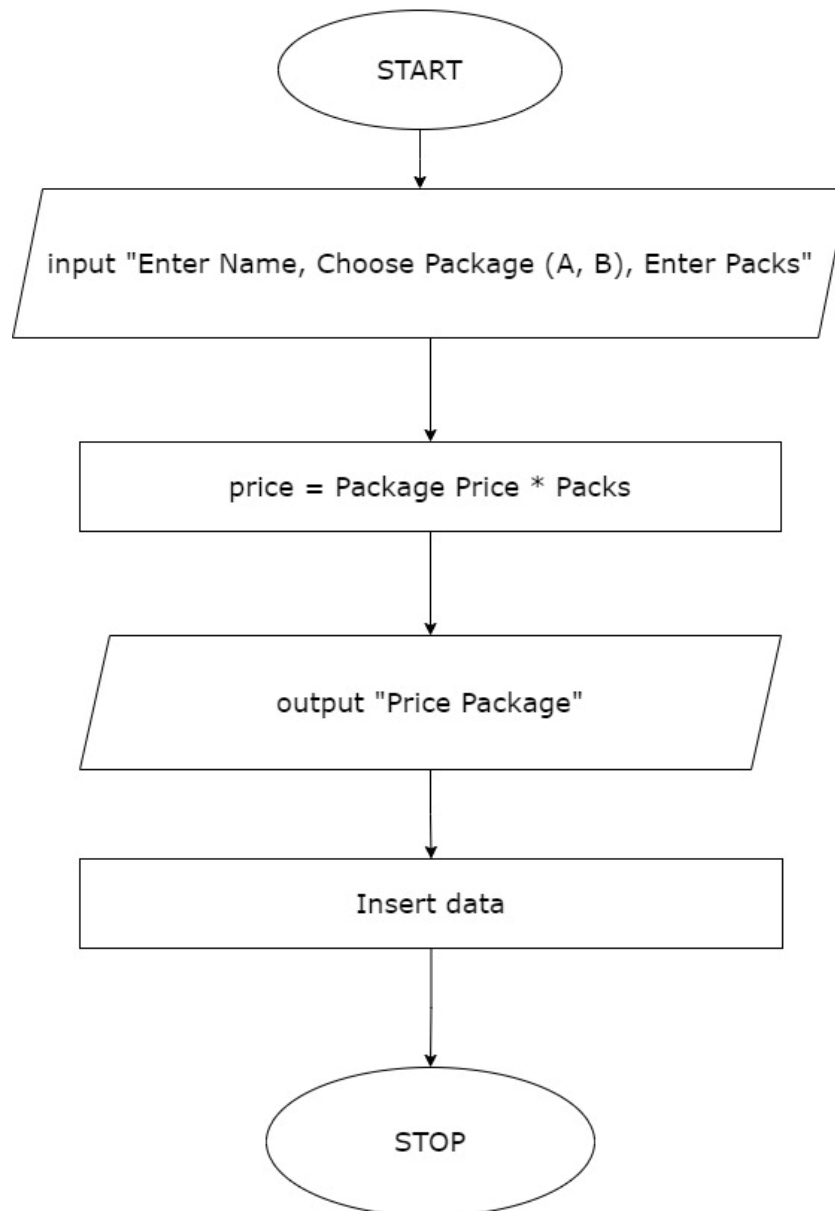 START
input "Enter Name, Choose Package (A, B), Enter Packs"
price = Package Price * Packs
output "Price Package"
Insert data
STOP